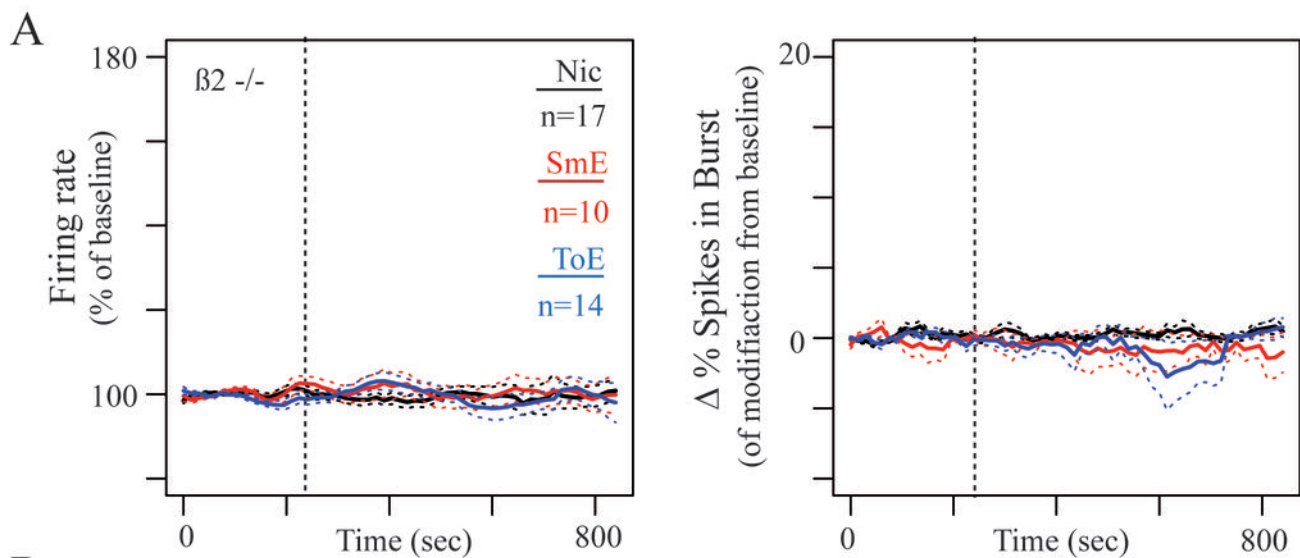 A
180
100
Firing rate
(% of baseline)
ß2 -/-
Nic
n=17
SmE
n=10
ToE
n=14
0
Time (sec)
800
20
0
Δ % Spikes in Burst
(of modifiaction from baseline)
0
Time (sec)
800